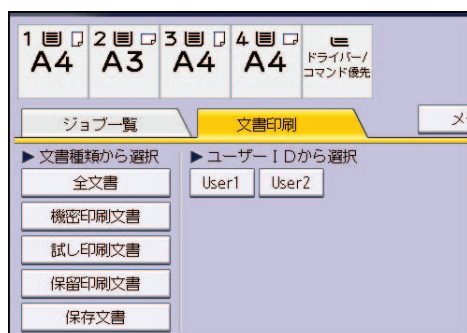 1 2 3 4
A4 A3 A4 A4 ドライバー/
コマンド優先
ジョブ一覧 文書印刷
▶文書種類から選択 ▶ユーザーIDから選択
全文書 User1 User2
機密印刷文書
試し印刷文書
保留印刷文書
保存文書